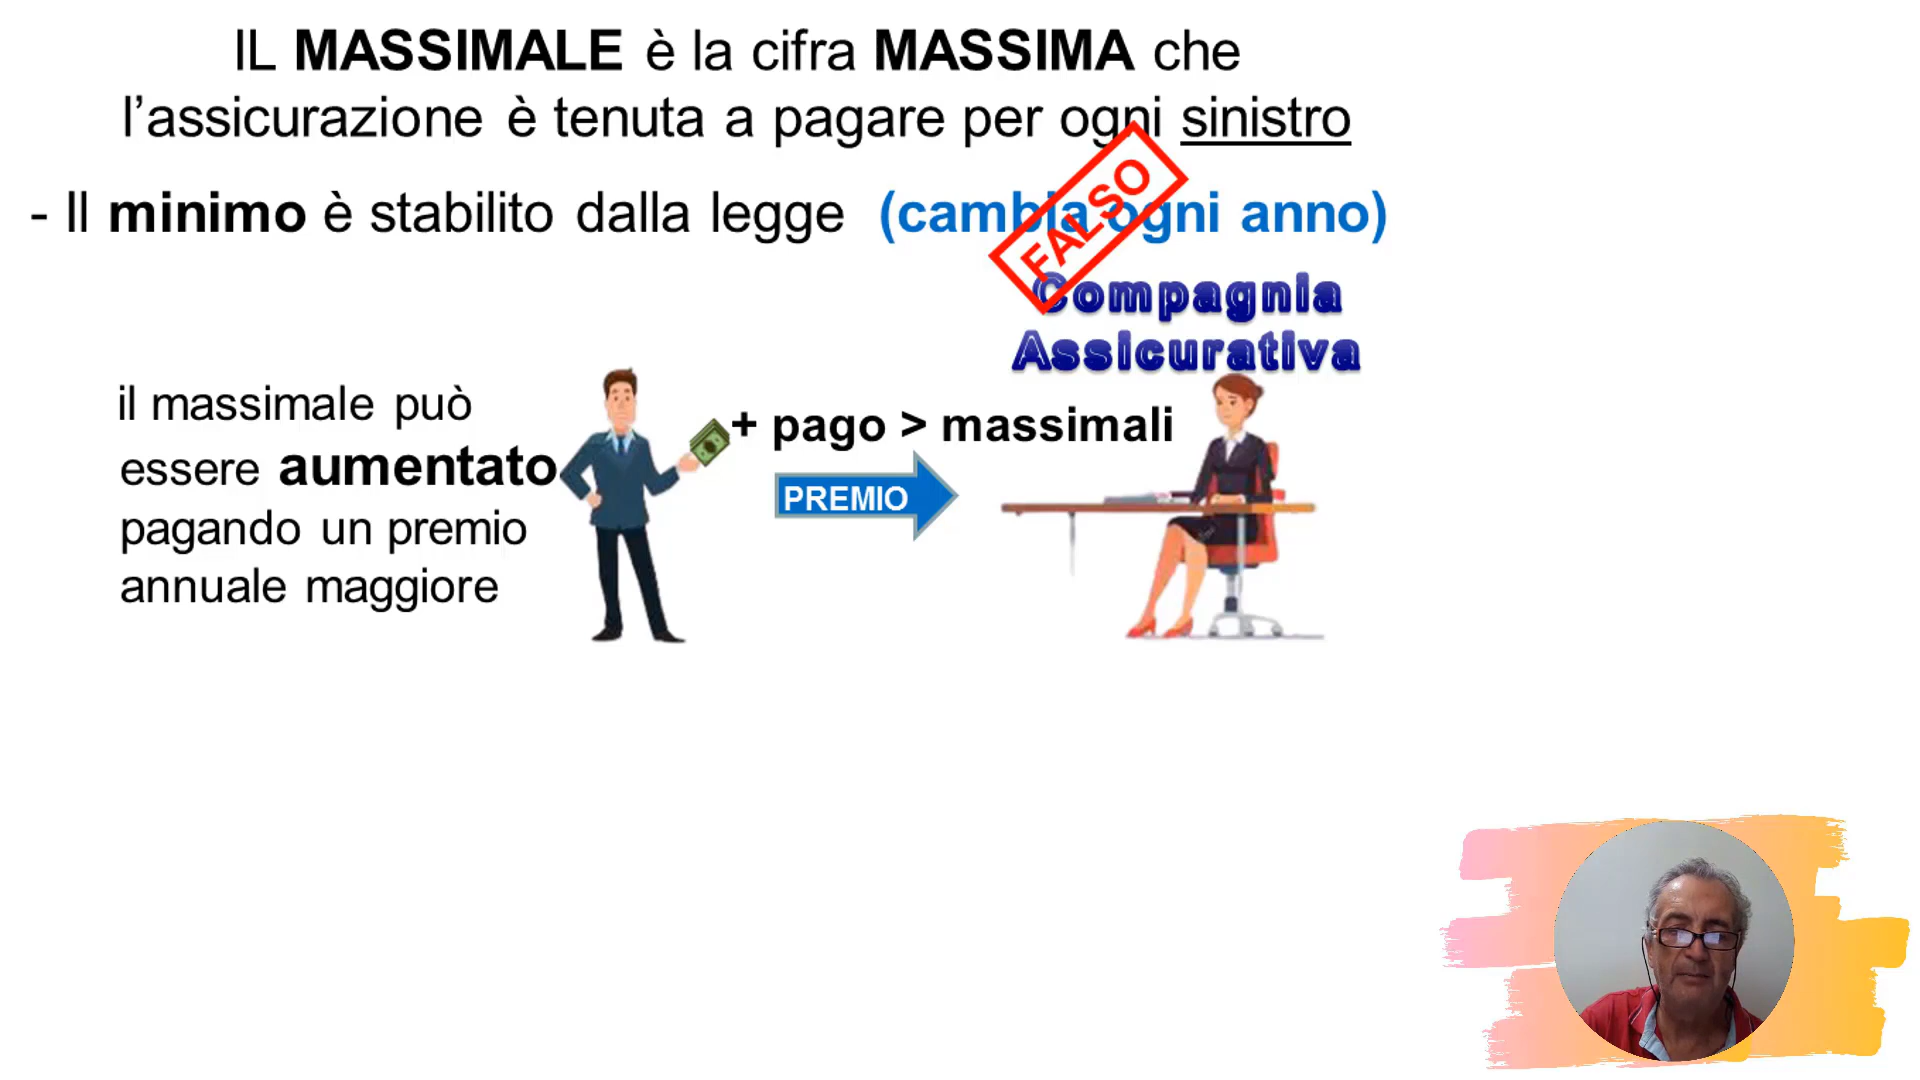 IL MASSIMALE è la cifra MASSIMA che
l’assicurazione è tenuta a pagare per ogni sinistro
- Il minimo è stabilito dalla legge (cambia ogni anno)
FALSO
Compagnia
Assicurativa
il massimale può
essere aumentato
pagando un premio
annuale maggiore
+ pago > massimali
PREMIO